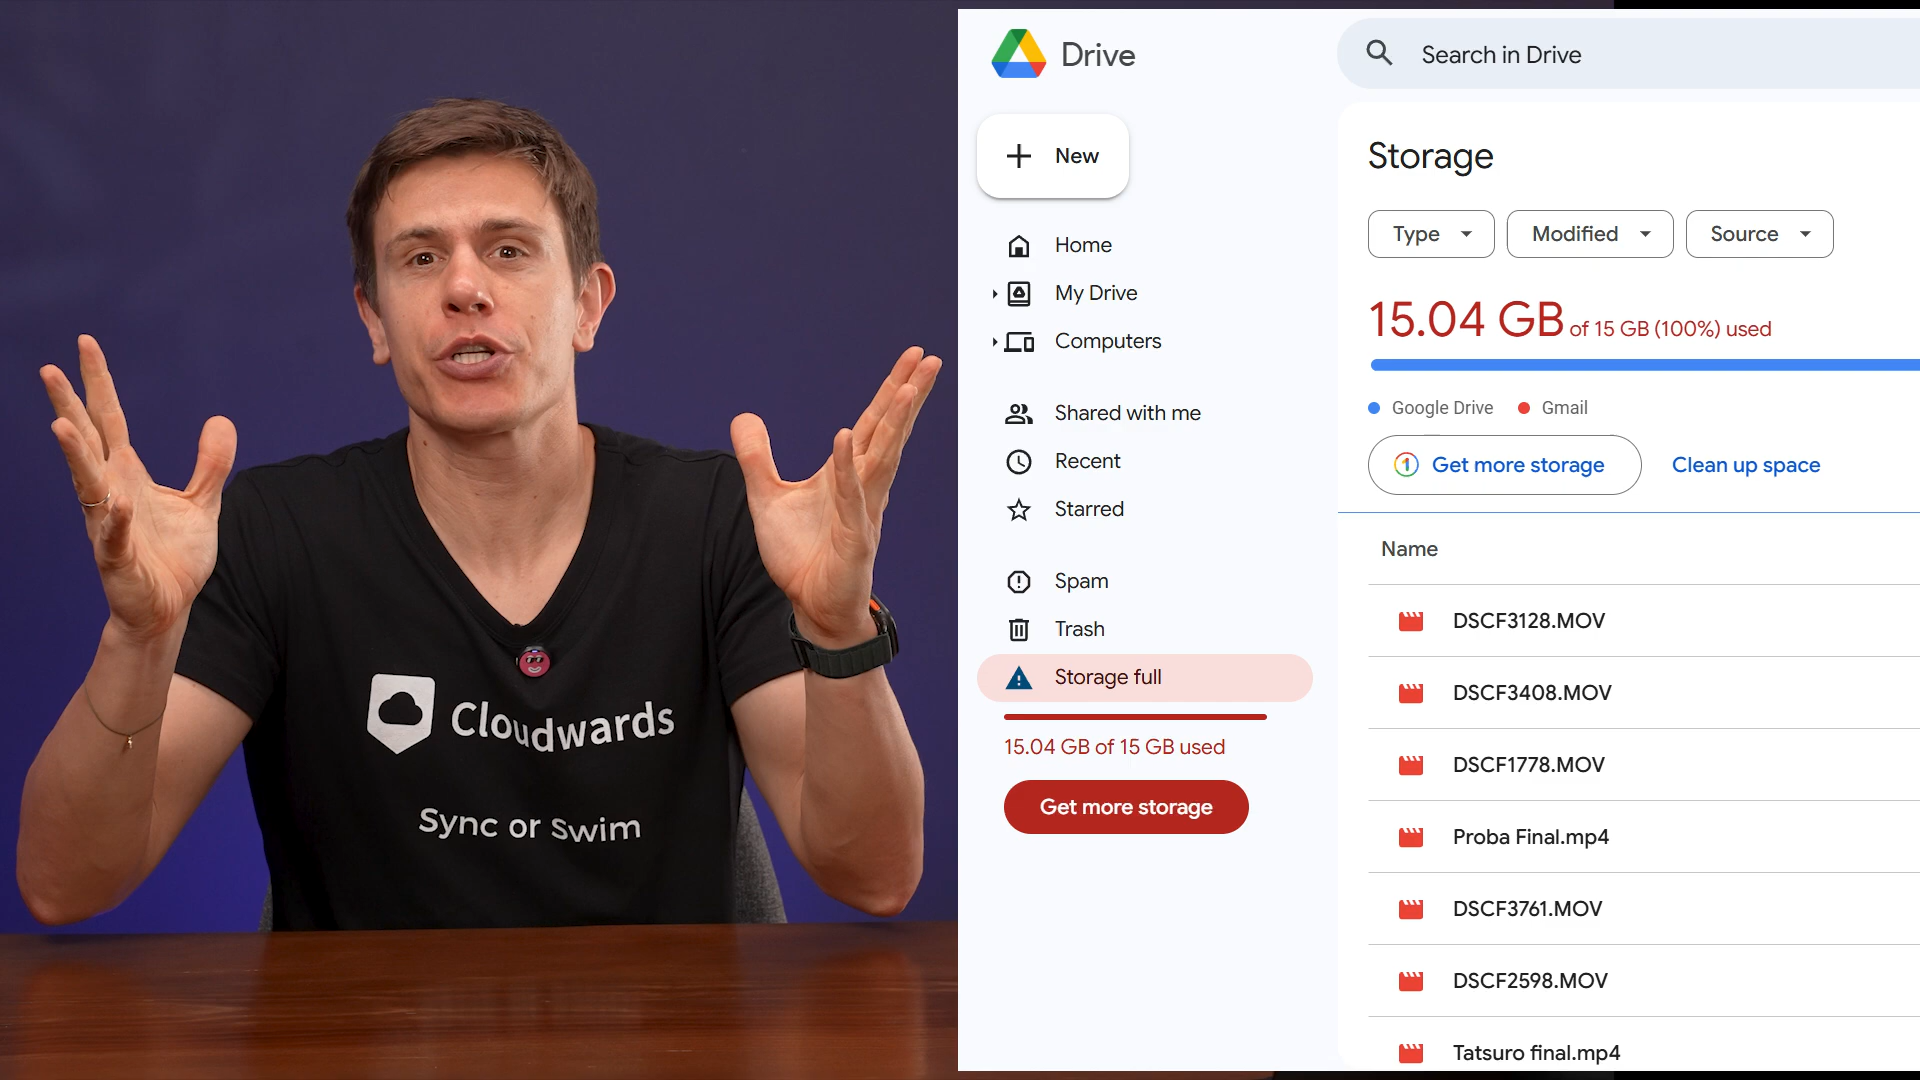 Cloudwards
Sync or Swim
Drive
Search in Drive
New
Home
My Drive
Computers
Shared with me
Recent
Starred
Spam
Trash
Storage full
15.04 GB of 15 GB used
Get more storage
Storage
Type
Modified
Source
15.04 GB of 15 GB (100%) used
Google Drive
Gmail
1 Get more storage
Clean up space
Name
DSCF3128.MOV
DSCF3408.MOV
DSCF1778.MOV
Proba Final.mp4
DSCF3761.MOV
DSCF2598.MOV
Tatsuro final.mp4